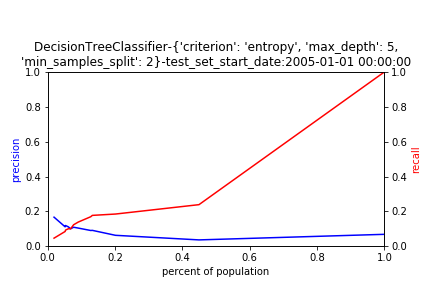 DecisionTreeClassifier-{'criterion': 'entropy', 'max_depth': 5,
'min_samples_split': 2}-test_set_start_date:2005-01-01 00:00:00
1.0
0.8
0.6
0.4
0.2
0.0
precision
1.0
0.8
0.6
0.4
0.2
0.0
recall
0.0 0.2 0.4 0.6 0.8 1.0
percent of population